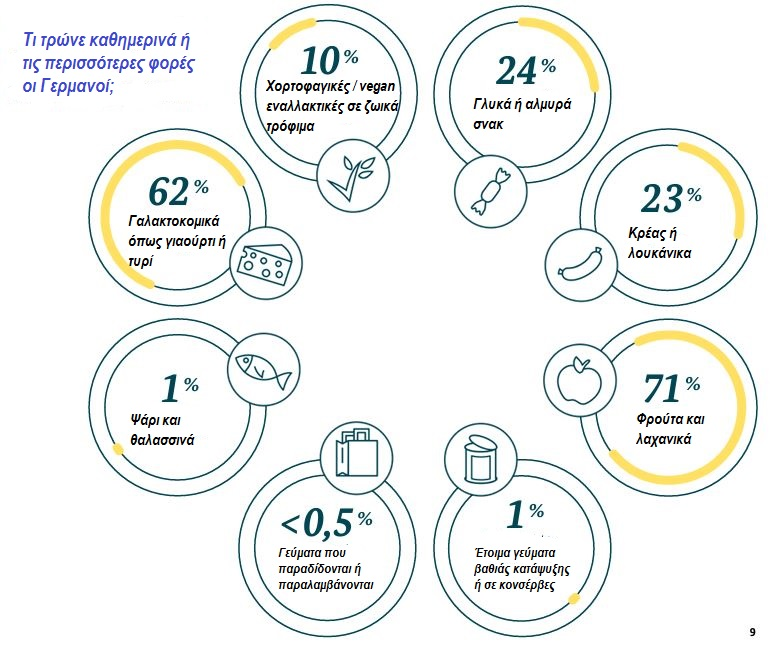 Τι τρώνε καθημερινά ή
τις περισσότερες φορές
οι Γερμανοί;
10%
Χορτοφαγικές / vegan
εναλλακτικές σε ζωικά
τρόφιμα
24%
Γλυκά ή αλμυρά
σνακ
62%
Γαλακτοκομικά
όπως γιαούρτι ή
τυρί
23%
Κρέας ή
λουκάνικα
1%
Ψάρι και
θαλασσινά
71%
Φρούτα και
λαχανικά
<0,5%
Γεύματα που
παραδίδονται ή
παραλαμβάνονται
1%
Έτοιμα γεύματα
βαθιάς κατάψυξης
ή σε κονσέρβες
9